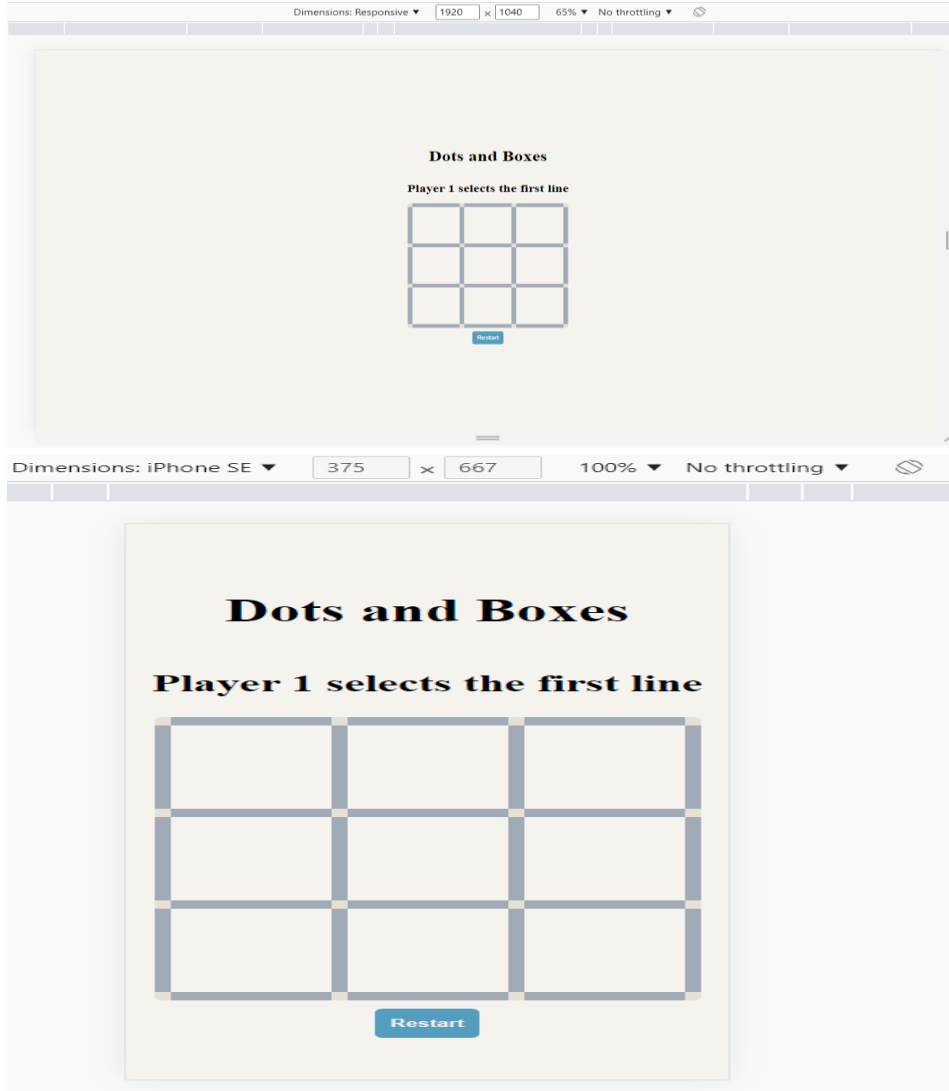 Dimensions: Responsive ▼ 1920 × 1040 65% ▼ No throttling ▼
Dots and Boxes
Player 1 selects the first line
Restart
Dimensions: iPhone SE ▼ 375 × 667 100% ▼ No throttling ▼
Dots and Boxes
Player 1 selects the first line
Restart